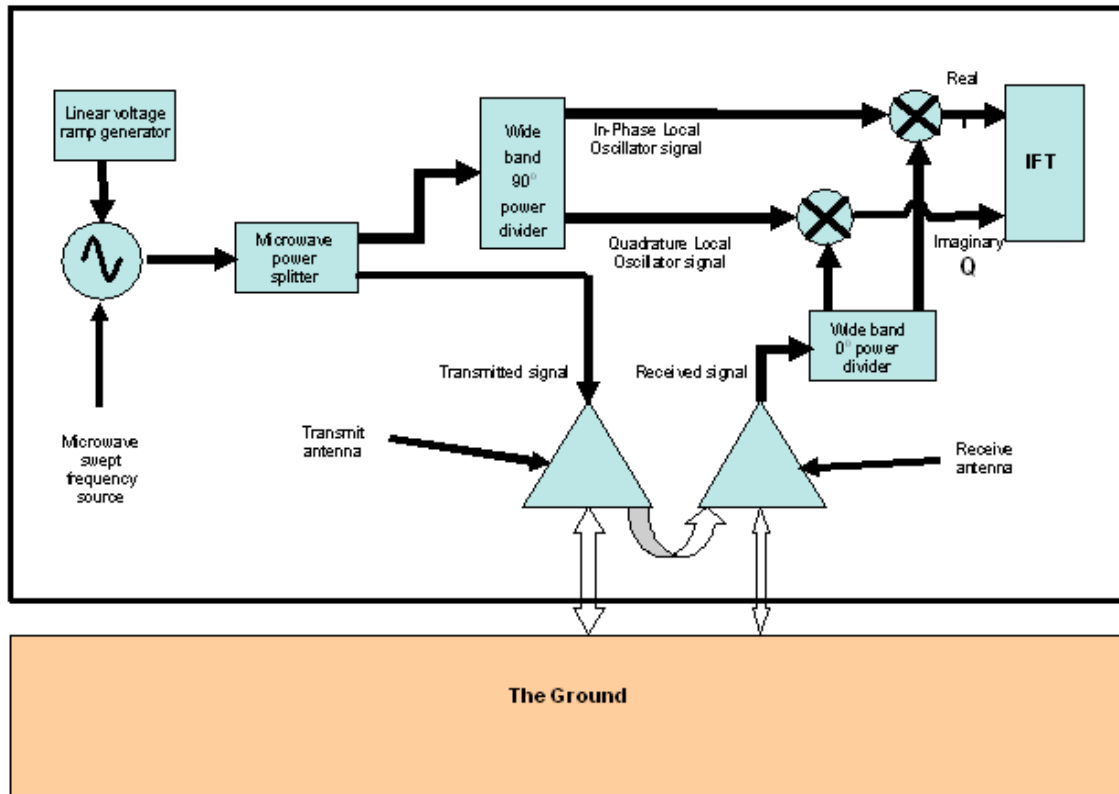 Linear voltage
ramp generator
Microwave
power
splitter
Wide
band
90°
power
divider
In-Phase Local
Oscillator signal
Quadrature Local
Oscillator signal
Real
I
IFT
Imaginary
Q
Wide band
0° power
divider
Transmitted signal
Received signal
Transmit
antenna
Receive
antenna
Microwave
swept
frequency
source
The Ground